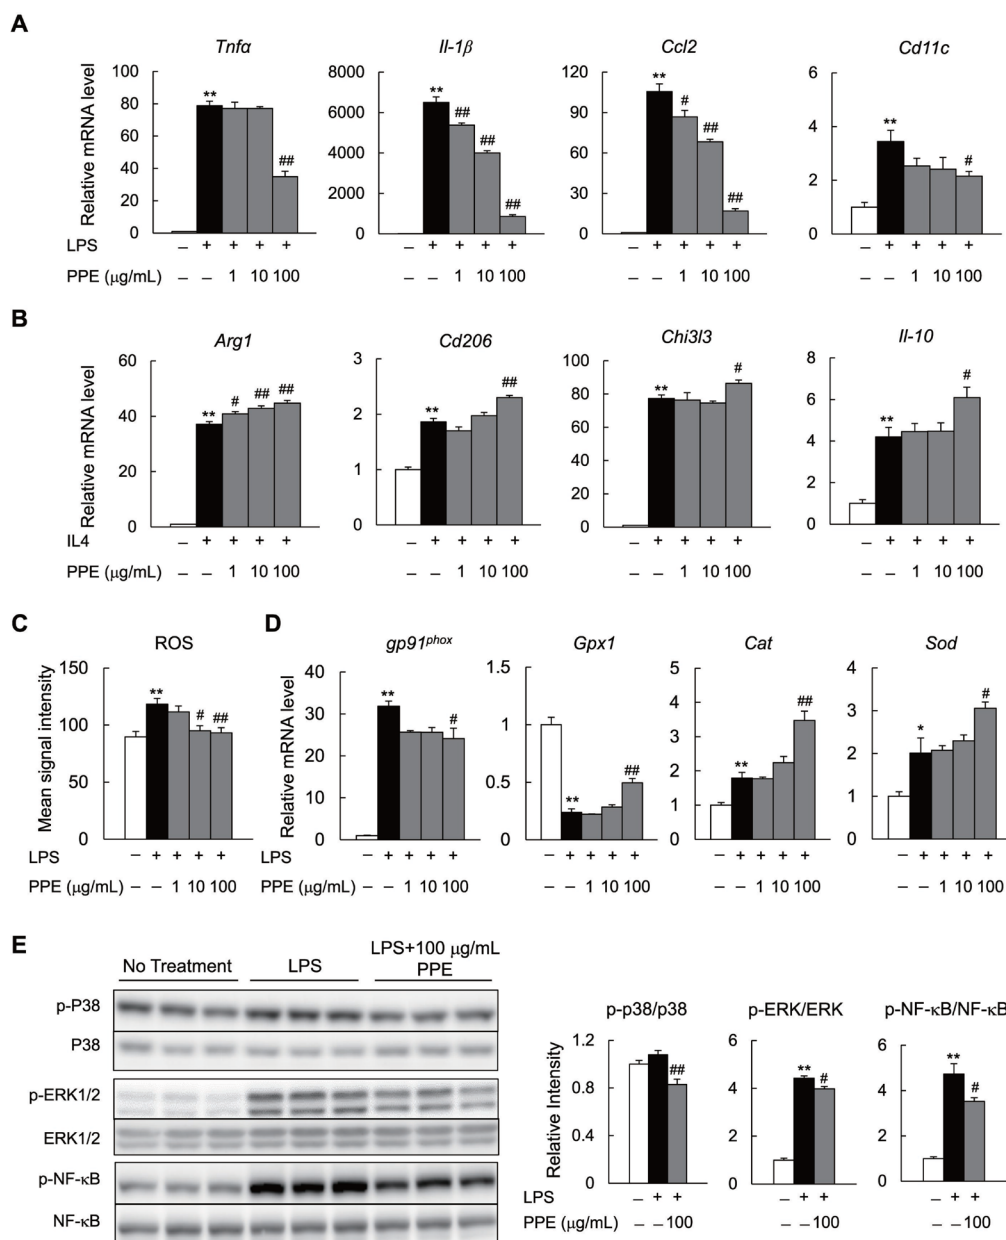 A
Tnfα Il-1β Ccl2 Cd11c
Relative mRNA level
100 80 60 40 20 0
8000 6000 4000 2000 0
120 90 60 30 0
6 4 2 0
** ##
** ## ## ##
** # ## ##
** #
LPS – + + + + – + + + + – + + + + – + + + +
PPE (μg/mL) – – 1 10 100 – – 1 10 100 – – 1 10 100 – – 1 10 100
B
Arg1 Cd206 Chi3l3 Il-10
Relative mRNA level
60 40 20 0
3 2 1 0
100 80 60 40 20 0
10 8 6 4 2 0
** # ## ##
** ##
** #
** #
IL4 – + + + + – + + + + – + + + + – + + + +
PPE (μg/mL) – – 1 10 100 – – 1 10 100 – – 1 10 100 – – 1 10 100
C
ROS
Mean signal intensity
150 100 50 0
** # ##
LPS – + + + +
PPE (μg/mL) – – 1 10 100
D
gp91phox Gpx1 Cat Sod
Relative mRNA level
40 30 20 10 0
1.5 1 0.5 0
5 4 3 2 1 0
4 3 2 1 0
** #
** ##
** ##
* #
LPS – + + + + – + + + + – + + + + – + + + +
PPE (μg/mL) – – 1 10 100 – – 1 10 100 – – 1 10 100 – – 1 10 100
E
No Treatment LPS LPS+100 μg/mL
PPE
p-P38
P38
p-ERK1/2
ERK1/2
p-NF-κB
NF-κB
p-p38/p38 p-ERK/ERK p-NF-κB/NF-κB
Relative Intensity
1.2 0.8 0.4 0
6 4 2 0
6 4 2 0
##
** #
** #
LPS – + + – + + – + +
PPE (μg/mL) – – 100 – – 100 – – 100